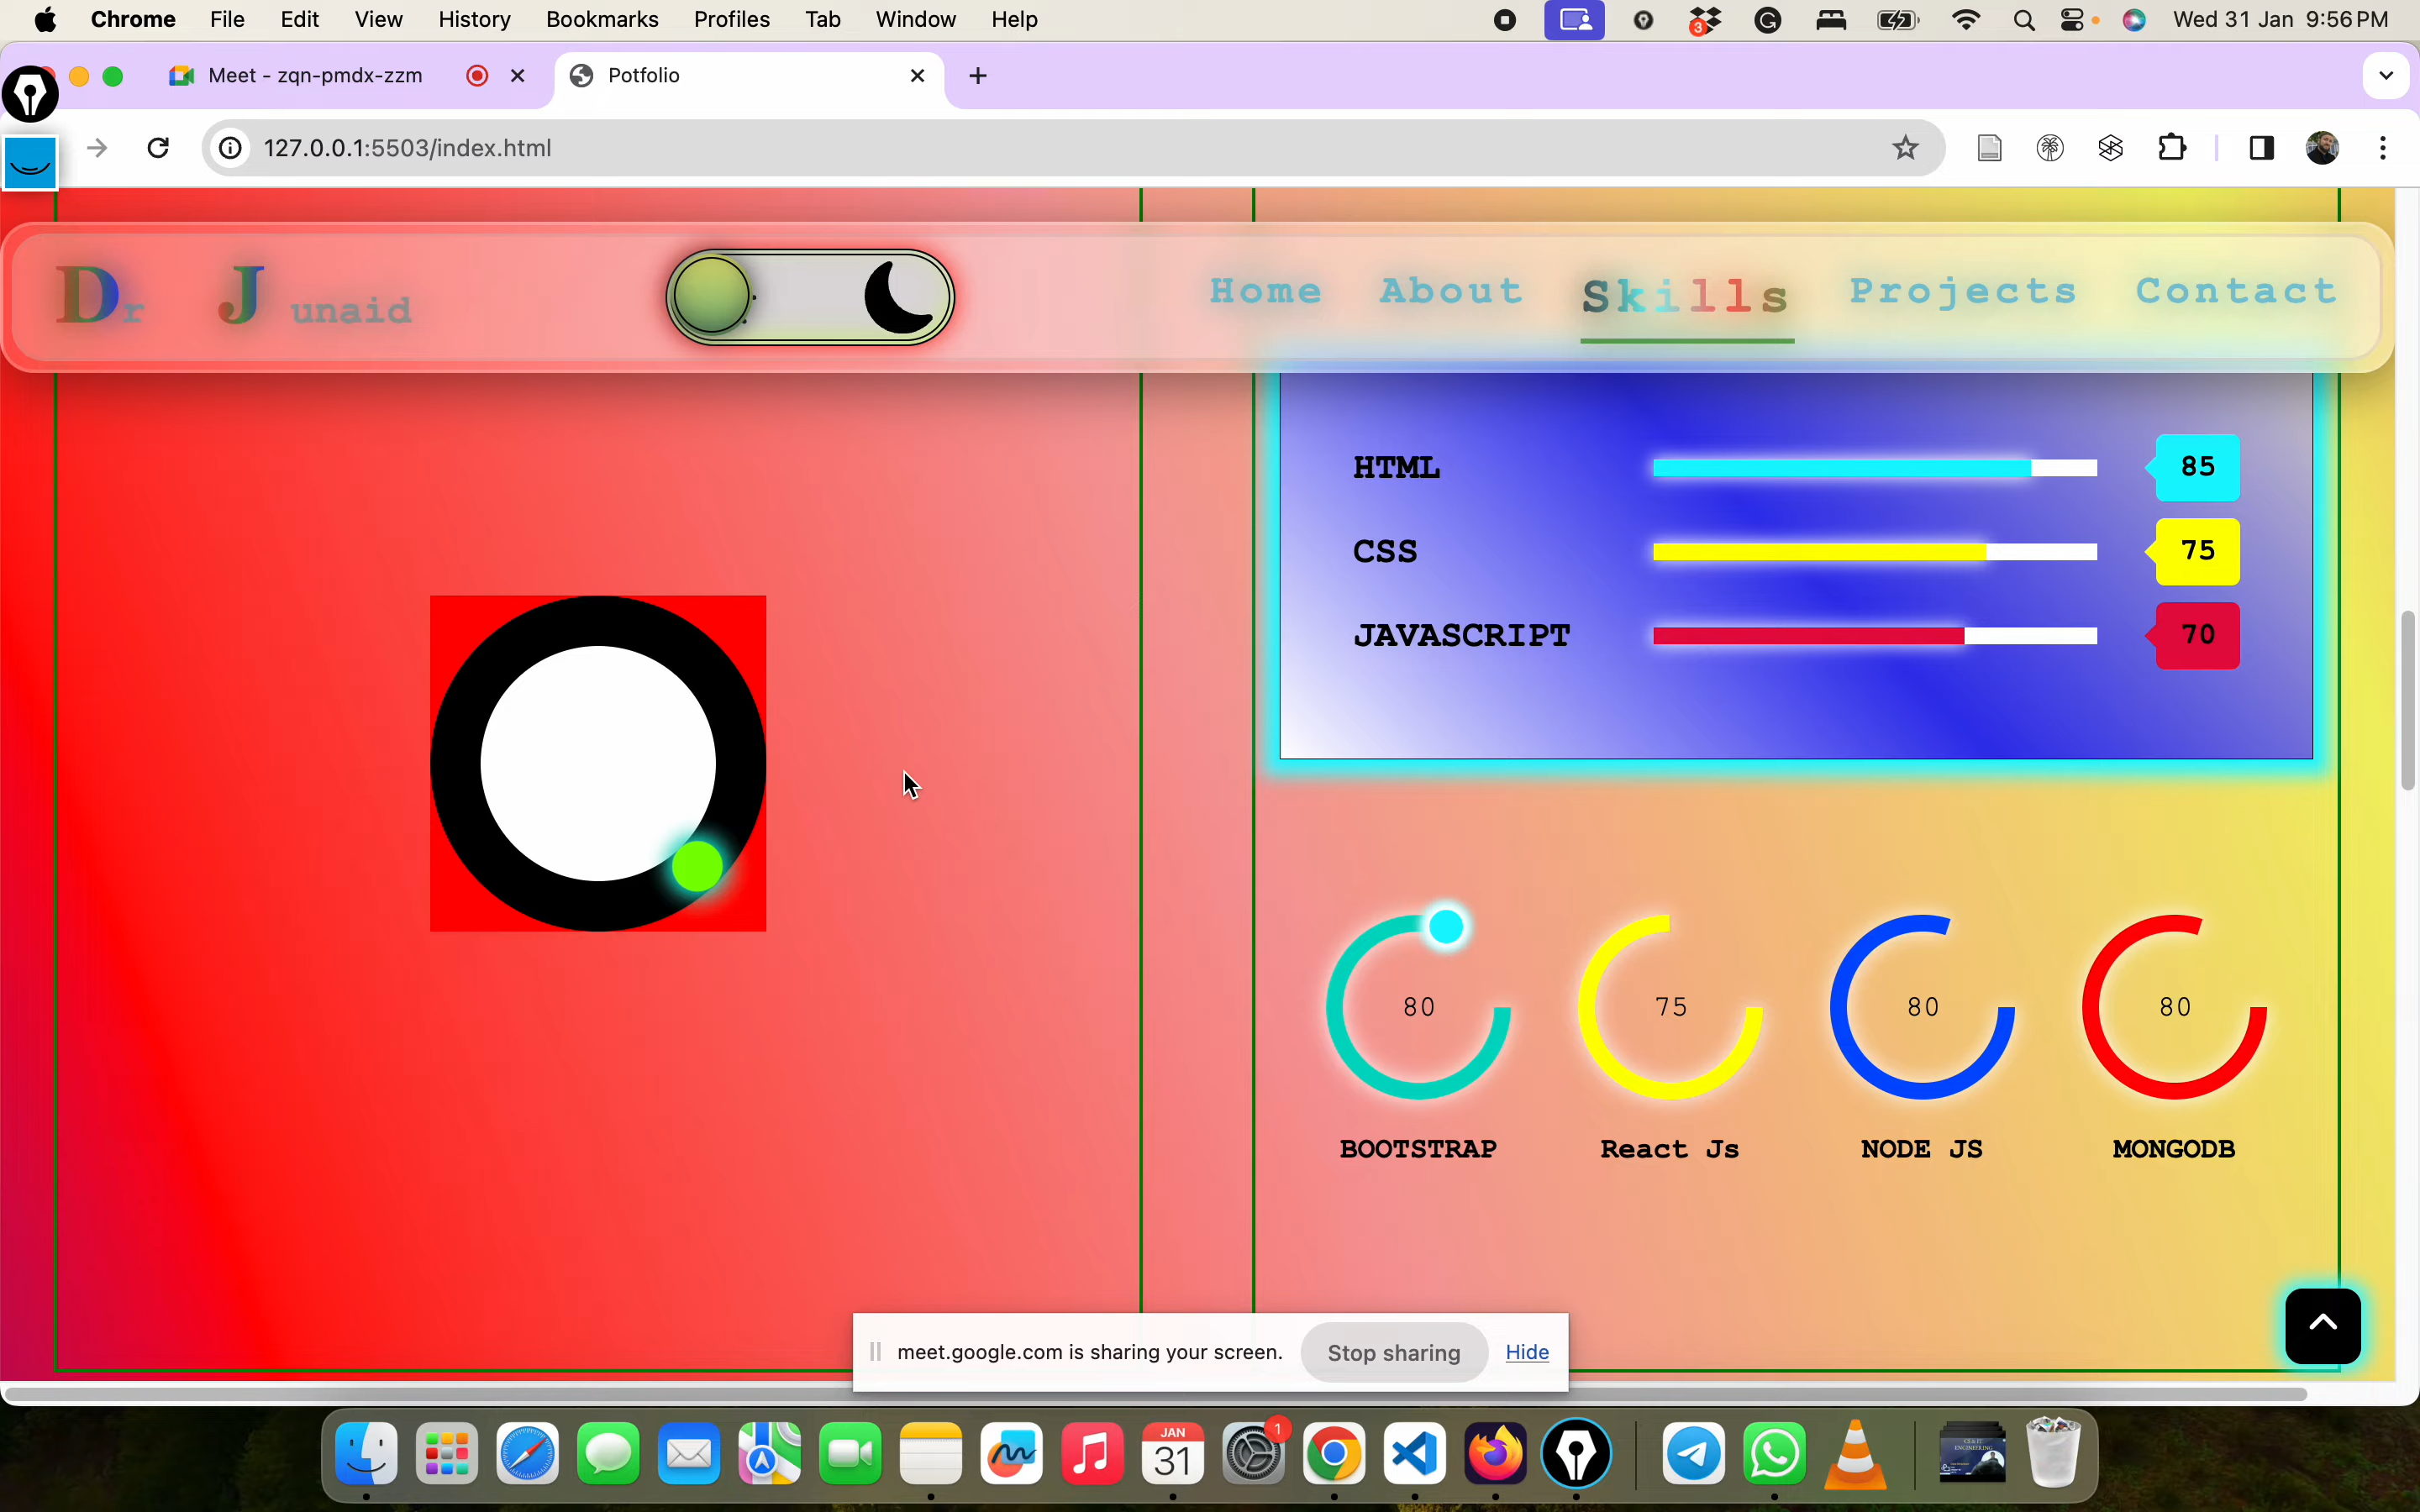 Chrome File Edit View History Bookmarks Profiles Tab Window Help 3 Wed 31 Jan 9:56 PM
Meet - zqn-pmdx-zzm Potfolio
127.0.0.1:5503/index.html
Dr J unaid Home About Skills Projects Contact
HTML 85
CSS 75
JAVASCRIPT 70
80 75 80 80
BOOTSTRAP React Js NODE JS MONGODB
meet.google.com is sharing your screen. Stop sharing Hide
JAN 31 1